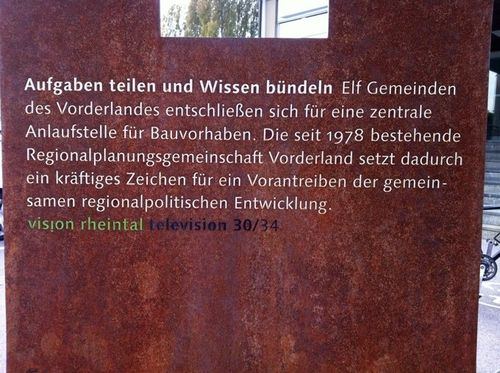 Aufgaben teilen und Wissen bündeln Elf Gemeinden
des Vorderlandes entschließen sich für eine zentrale
Anlaufstelle für Bauvorhaben. Die seit 1978 bestehende
Regionalplanungsgemeinschaft Vorderland setzt dadurch
ein kräftiges Zeichen für ein Vorantreiben der gemein-
samen regionalpolitischen Entwicklung.
vision rheintal television 30/34